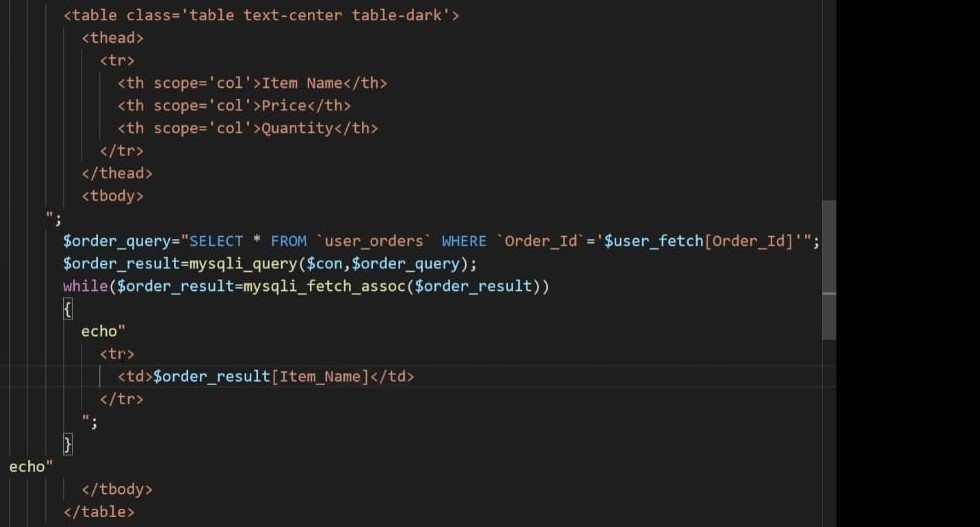 <table class='table text-center table-dark'>
<thead>
<tr>
<th scope='col'>Item Name</th>
<th scope='col'>Price</th>
<th scope='col'>Quantity</th>
</tr>
</thead>
<tbody>
";
$order_query="SELECT * FROM `user_orders` WHERE `Order_Id`='$user_fetch[Order_Id]'";
$order_result=mysqli_query($con,$order_query);
while($order_result=mysqli_fetch_assoc($order_result))
{
echo"
<tr>
<td>$order_result[Item_Name]</td>
</tr>
";
}
echo"
</tbody>
</table>